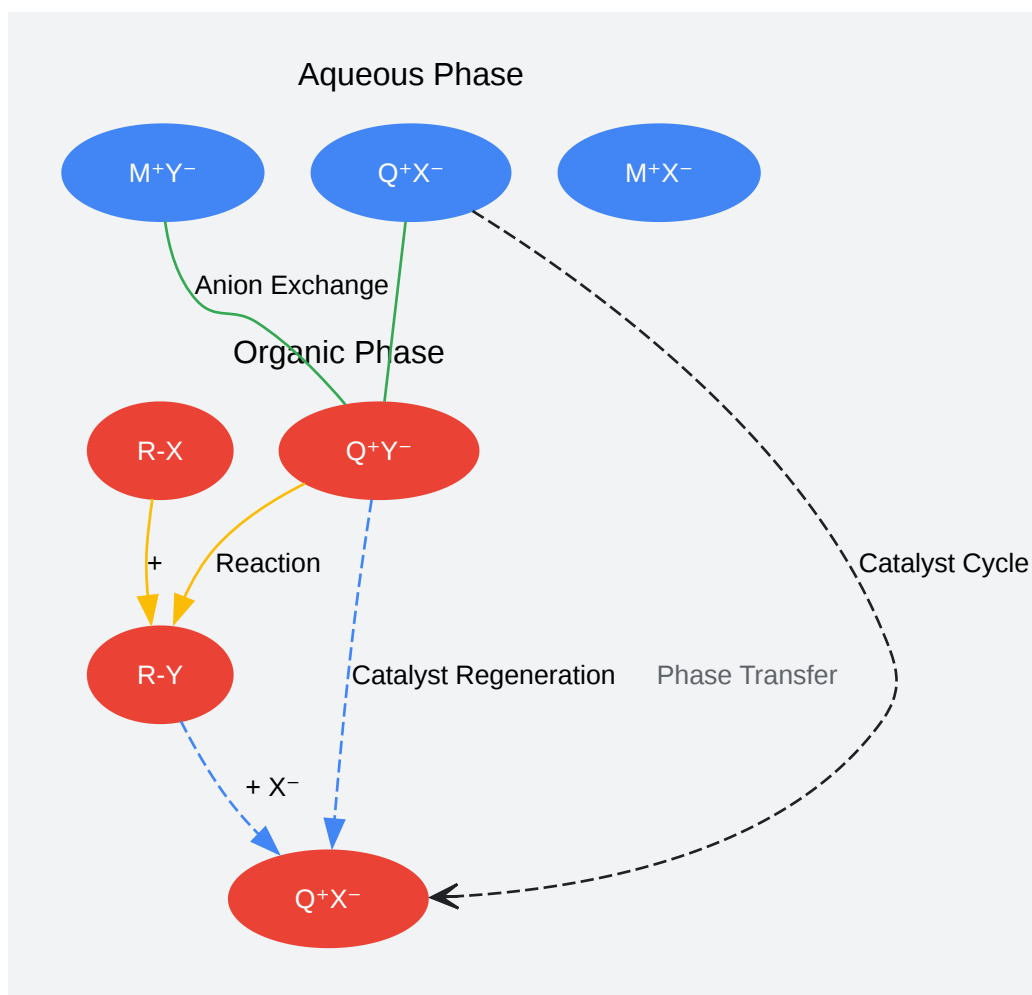 Aqueous Phase
M⁺Y⁻
Q⁺X⁻
M⁺X⁻
Anion Exchange
Organic Phase
R-X
Q⁺Y⁻
+
Reaction
Catalyst Cycle
R-Y
Catalyst Regeneration
Phase Transfer
+ X⁻
Q⁺X⁻